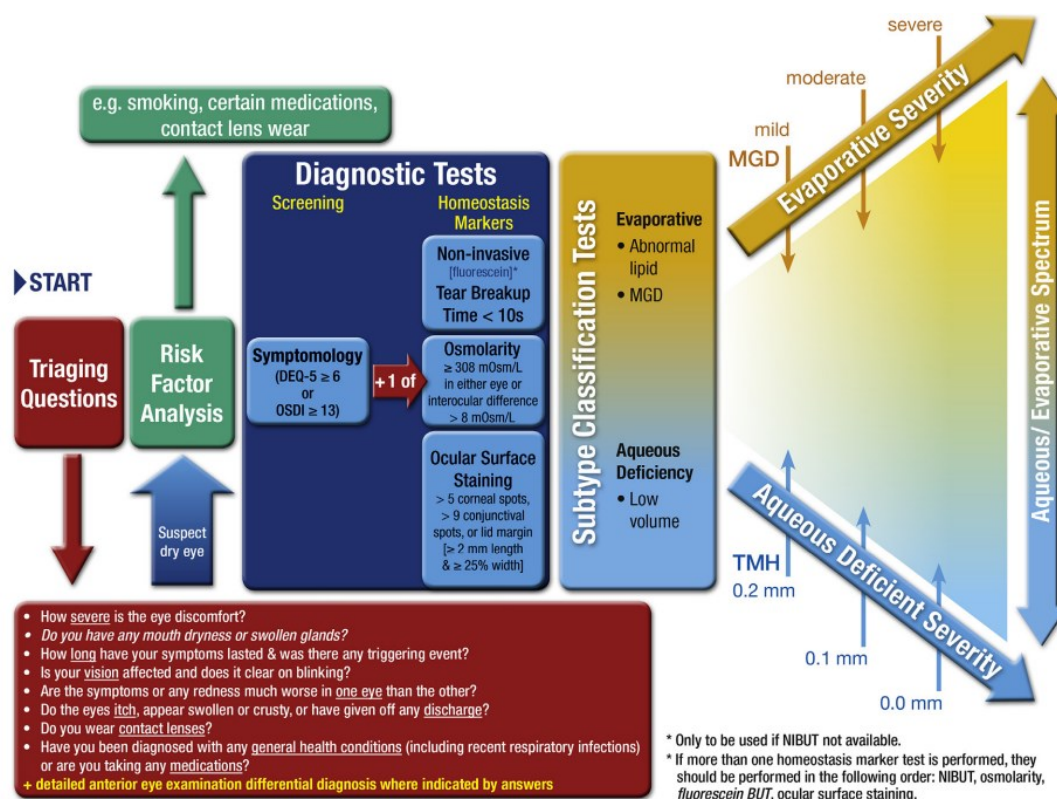 e.g. smoking, certain medications,
contact lens wear
START
Triaging
Questions
Risk
Factor
Analysis
Suspect
dry eye
Diagnostic Tests
Screening
Symptomology
(DEQ-5 ≥ 6
or
OSDI ≥ 13)
+1 of
Homeostasis
Markers
Non-invasive
[fluorescein]*
Tear Breakup
Time < 10s
Osmolarity
≥ 308 mOsm/L
in either eye or
interocular difference
> 8 mOsm/L
Ocular Surface
Staining
> 5 corneal spots,
> 9 conjunctival
spots, or lid margin
[≥ 2 mm length
& ≥ 25% width]
Subtype Classification Tests
Evaporative
• Abnormal
lipid
• MGD
Aqueous
Deficiency
• Low
volume
severe
moderate
mild
MGD
Evaporative Severity
Aqueous/ Evaporative Spectrum
Aqueous Deficient Severity
TMH
0.2 mm
0.1 mm
0.0 mm
• How severe is the eye discomfort?
• Do you have any mouth dryness or swollen glands?
• How long have your symptoms lasted & was there any triggering event?
• Is your vision affected and does it clear on blinking?
• Are the symptoms or any redness much worse in one eye than the other?
• Do the eyes itch, appear swollen or crusty, or have given off any discharge?
• Do you wear contact lenses?
• Have you been diagnosed with any general health conditions (including recent respiratory infections)
or are you taking any medications?
+ detailed anterior eye examination differential diagnosis where indicated by answers
* Only to be used if NIBUT not available.
* If more than one homeostasis marker test is performed, they
should be performed in the following order: NIBUT, osmolarity,
fluorescein BUT, ocular surface staining.